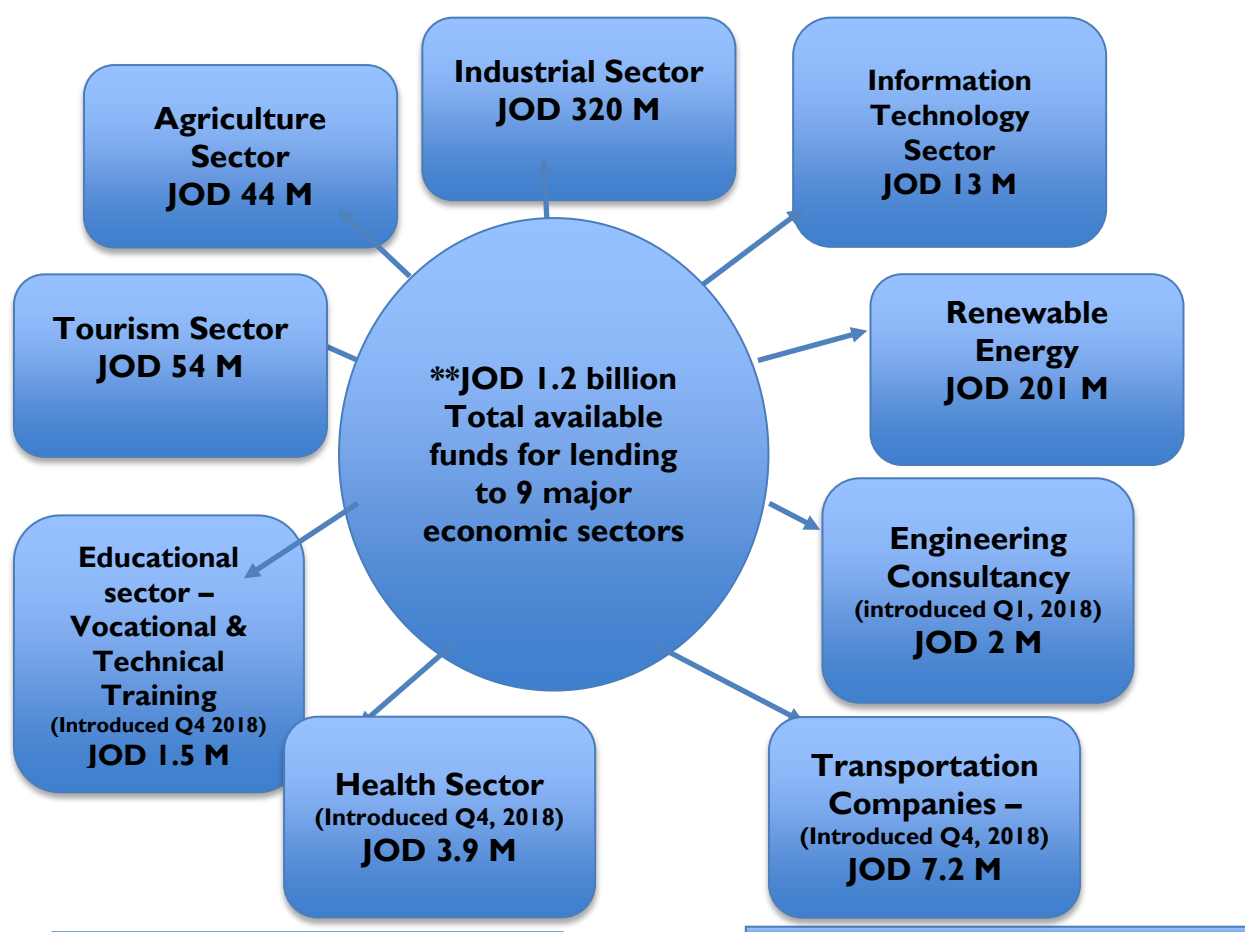 Industrial Sector
JOD 320 M
Agriculture
Sector
JOD 44 M
Information
Technology
Sector
JOD 13 M
Tourism Sector
JOD 54 M
**JOD 1.2 billion
Total available
funds for lending
to 9 major
economic sectors
Renewable
Energy
JOD 201 M
Educational
sector –
Vocational &
Technical
Training
(Introduced Q4 2018)
JOD 1.5 M
Engineering
Consultancy
(introduced Q1, 2018)
JOD 2 M
Health Sector
(Introduced Q4, 2018)
JOD 3.9 M
Transportation
Companies –
(Introduced Q4, 2018)
JOD 7.2 M